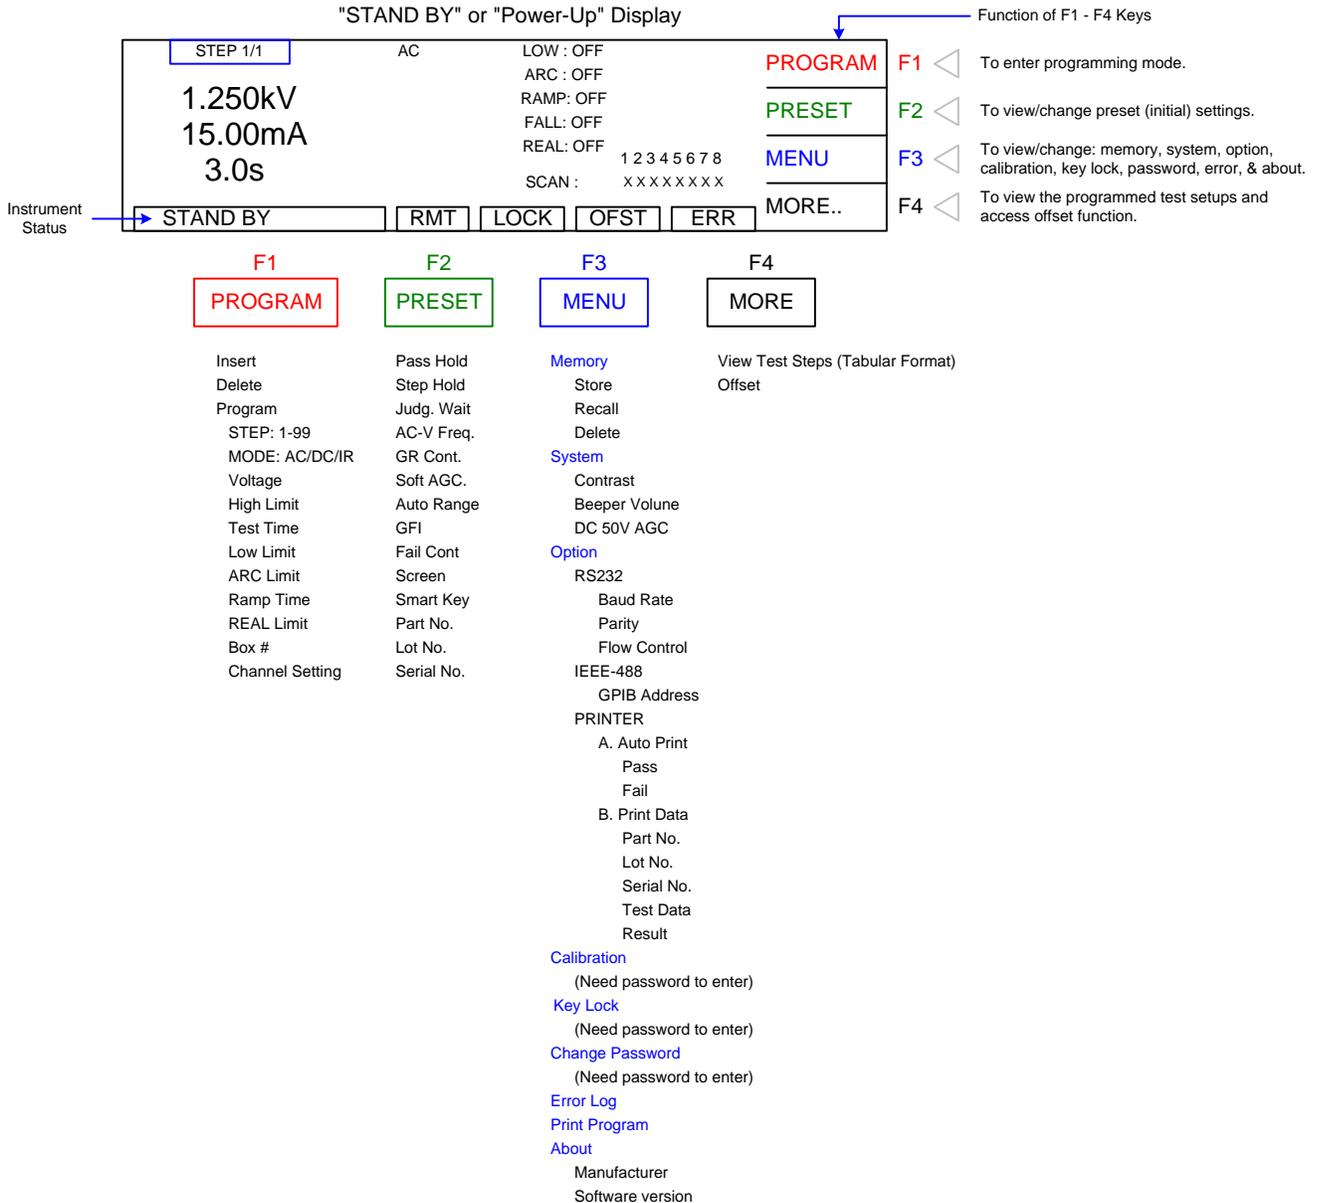 "STAND BY" or "Power-Up" Display
Function of F1 - F4 Keys
STEP 1/1
AC
LOW : OFF
ARC : OFF
RAMP: OFF
FALL: OFF
REAL: OFF
1 2 3 4 5 6 7 8
SCAN : X X X X X X X X
1.250kV
15.00mA
3.0s
PROGRAM F1 To enter programming mode.
PRESET F2 To view/change preset (initial) settings.
MENU F3 To view/change: memory, system, option,
calibration, key lock, password, error, & about.
MORE.. F4 To view the programmed test setups and
access offset function.
Instrument
Status
STAND BY RMT LOCK OFST ERR
F1
PROGRAM
Insert
Delete
Program
STEP: 1-99
MODE: AC/DC/IR
Voltage
High Limit
Test Time
Low Limit
ARC Limit
Ramp Time
REAL Limit
Box #
Channel Setting
F2
PRESET
Pass Hold
Step Hold
Judg. Wait
AC-V Freq.
GR Cont.
Soft AGC.
Auto Range
GFI
Fail Cont
Screen
Smart Key
Part No.
Lot No.
Serial No.
F3
MENU
Memory
Store
Recall
Delete
System
Contrast
Beeper Volune
DC 50V AGC
Option
RS232
Baud Rate
Parity
Flow Control
IEEE-488
GPIB Address
PRINTER
A. Auto Print
Pass
Fail
B. Print Data
Part No.
Lot No.
Serial No.
Test Data
Result
Calibration
(Need password to enter)
Key Lock
(Need password to enter)
Change Password
(Need password to enter)
Error Log
Print Program
About
Manufacturer
Software version
F4
MORE
View Test Steps (Tabular Format)
Offset